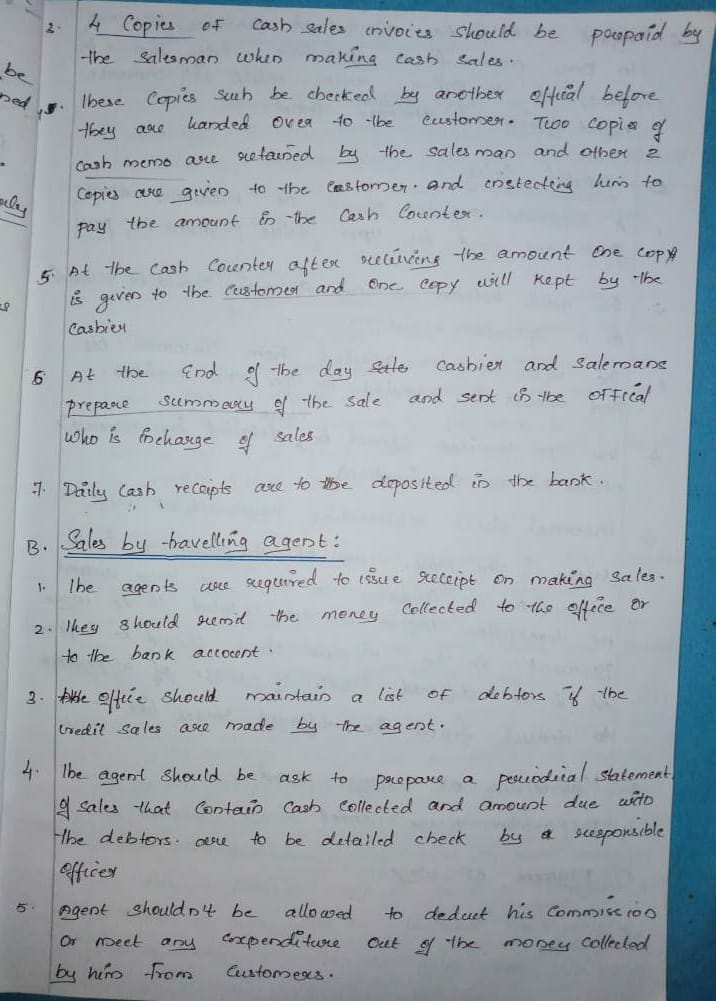 3. 4 Copies of cash sales invoices should be prepaid by
the salesman when making cash sales.
be
ned
These copies such be checked by another offical before
they are handed over to the customer. Two copies of
cash memo are retained by the sales man and other 2
copies are given to the customer. and him to
pay the amount in the cash counter.
5. At the cash counter after receiving the amount one copy
is given to the customer and one copy will kept by the
cashier
6 At the End of the day cashier and salemans
prepare summary of the sale and sent in the offical
who is incharge of sales
7. Daily cash receipts are to be deposited in the bank.
B. Sales by travelling agent:
1. The agents are required to issue receipt on making sales.
2. They should the money collected to the office or
to the bank account.
3. the office should maintain a list of debtors if the
credit sales are made by the agent.
4. The agent should be ask to prepare a periodical statement
of sales that contain cash collected and amount due
the debtors. are to be detailed check by a responsible
officer
5. Agent shouldn't be allowed to deduct his commission
or meet any expenditure out of the money collected
by him from customers.